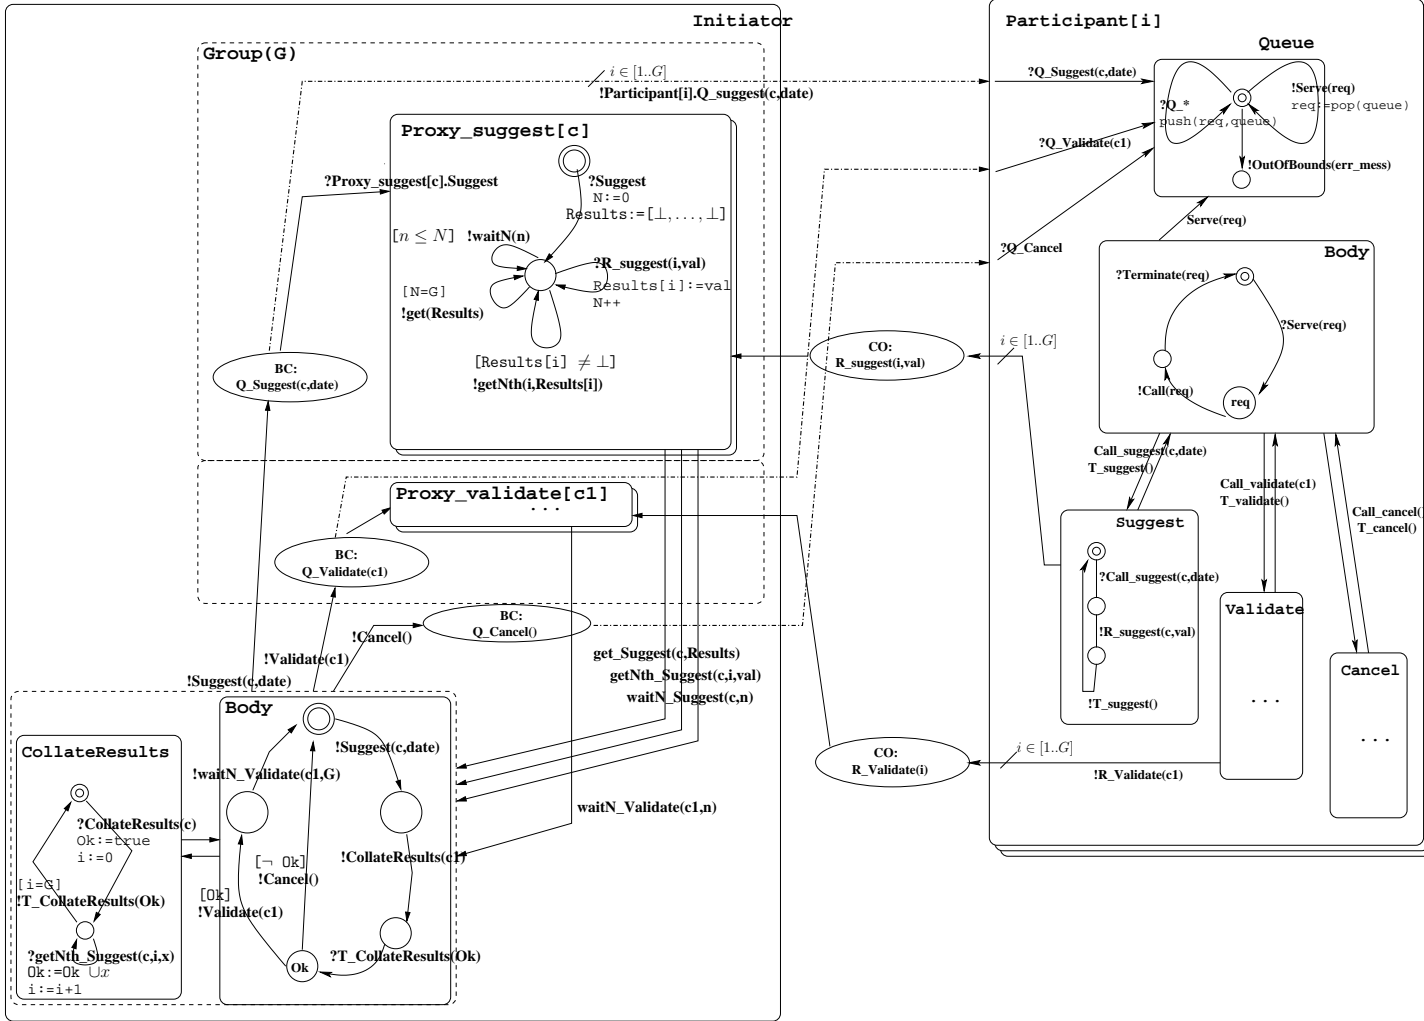 Initiator
Group(G)
i ∈ [1..G]
!Participant[i].Q_suggest(c,date)
Proxy_suggest[c]
?Proxy_suggest[c].Suggest
?Suggest
N:=0
Results:=[⊥,...,⊥]
[n ≤ N] !waitN(n)
?R_suggest(i,val)
Results[i]:=val
N++
[N=G]
!get(Results)
[Results[i] ≠ ⊥]
!getNth(i,Results[i])
BC:
Q_Suggest(c,date)
Proxy_validate[c1]
...
BC:
Q_Validate(c1)
BC:
Q_Cancel()
!Cancel()
!Validate(c1)
!Suggest(c,date)
get_Suggest(c,Results)
getNth_Suggest(c,i,val)
waitN_Suggest(c,n)
waitN_Validate(c1,n)
Body
!Suggest(c,date)
!waitN_Validate(c1,G)
!CollateResults(c1)
[¬ Ok]
!Cancel()
[Ok]
!Validate(c1)
?T_CollateResults(Ok)
Ok
CollateResults
?CollateResults(c)
Ok:=true
i:=0
[i=G]
!T_CollateResults(Ok)
?getNth_Suggest(c,i,x)
Ok:=Ok ∪x
i:=i+1
CO:
R_suggest(i,val)
i ∈ [1..G]
CO:
R_Validate(i)
i ∈ [1..G]
!R_Validate(c1)
Participant[i]
Queue
?Q_Suggest(c,date)
?Q_Validate(c1)
?Q_Cancel
?Q_*
push(req,queue)
!Serve(req)
req:=pop(queue)
!OutOfBounds(err_mess)
Serve(req)
Body
?Terminate(req)
?Serve(req)
!Call(req)
req
Call_suggest(c,date)
T_suggest()
Call_validate(c1)
T_validate()
Call_cancel()
T_cancel()
Suggest
?Call_suggest(c,date)
!R_suggest(c,val)
!T_suggest()
Validate
...
Cancel
...